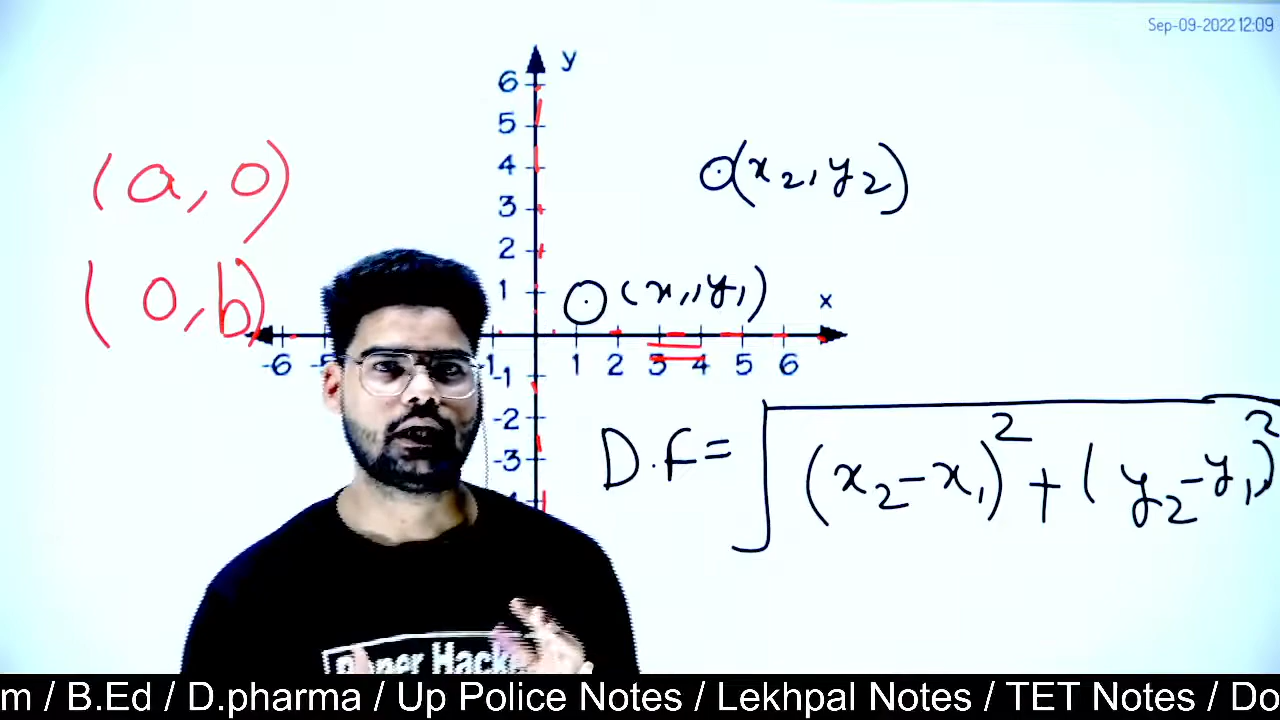 Sep-09-2022 12:09
y
6
5
4
3
2
1
(a, 0)
(0, b)
(x2, y2)
(x1, y1)
x
-6 1 2 3 4 5 6
-1
-2
-3
D.F = √(x2-x1)² + (y2-y1)²
Hack
m / B.Ed / D.pharma / Up Police Notes / Lekhpal Notes / TET Notes / Do